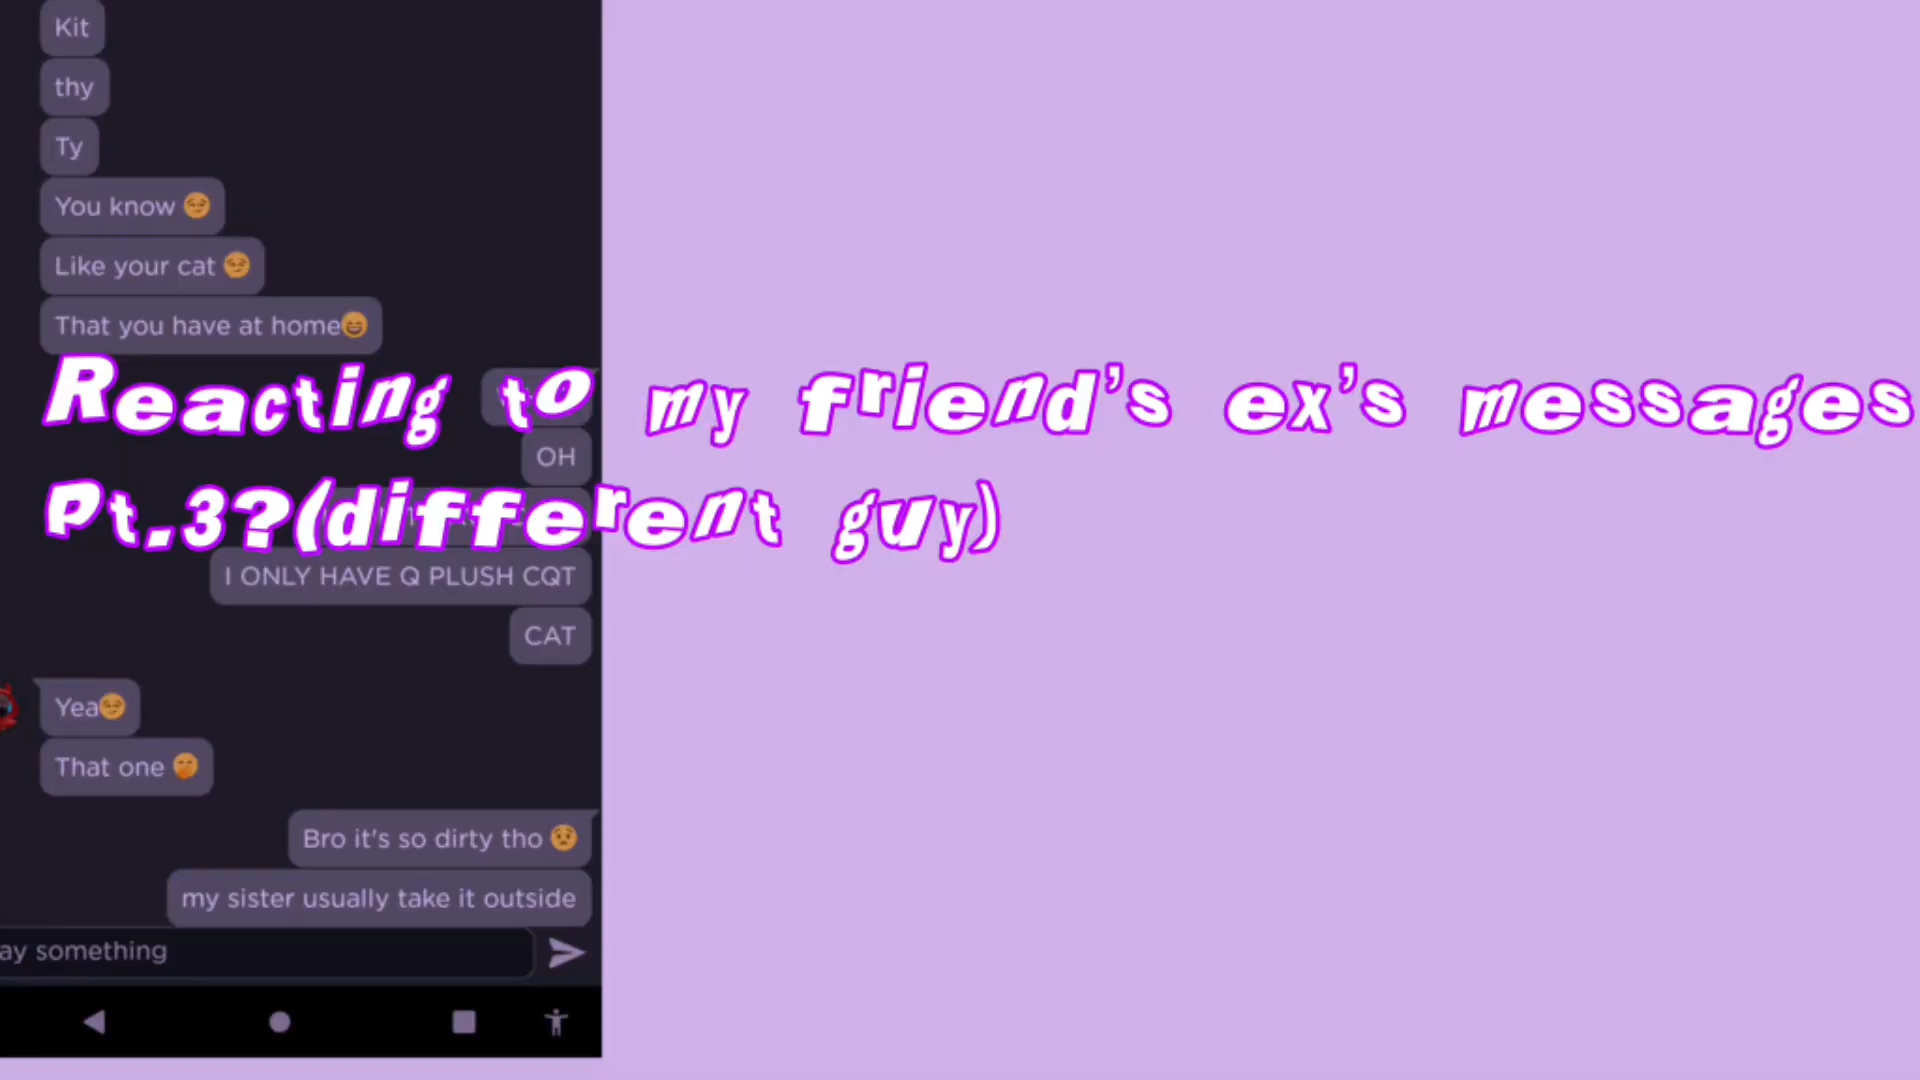 Kit
thy
Ty
You know 😏
Like your cat 😏
That you have at home😄
Reacting to my friend's ex's messages
OH
Pt.3?(different guy)
I ONLY HAVE Q PLUSH CQT
CAT
Yea😏
That one 🤭
Bro it's so dirty tho 😟
my sister usually take it outside
ay something